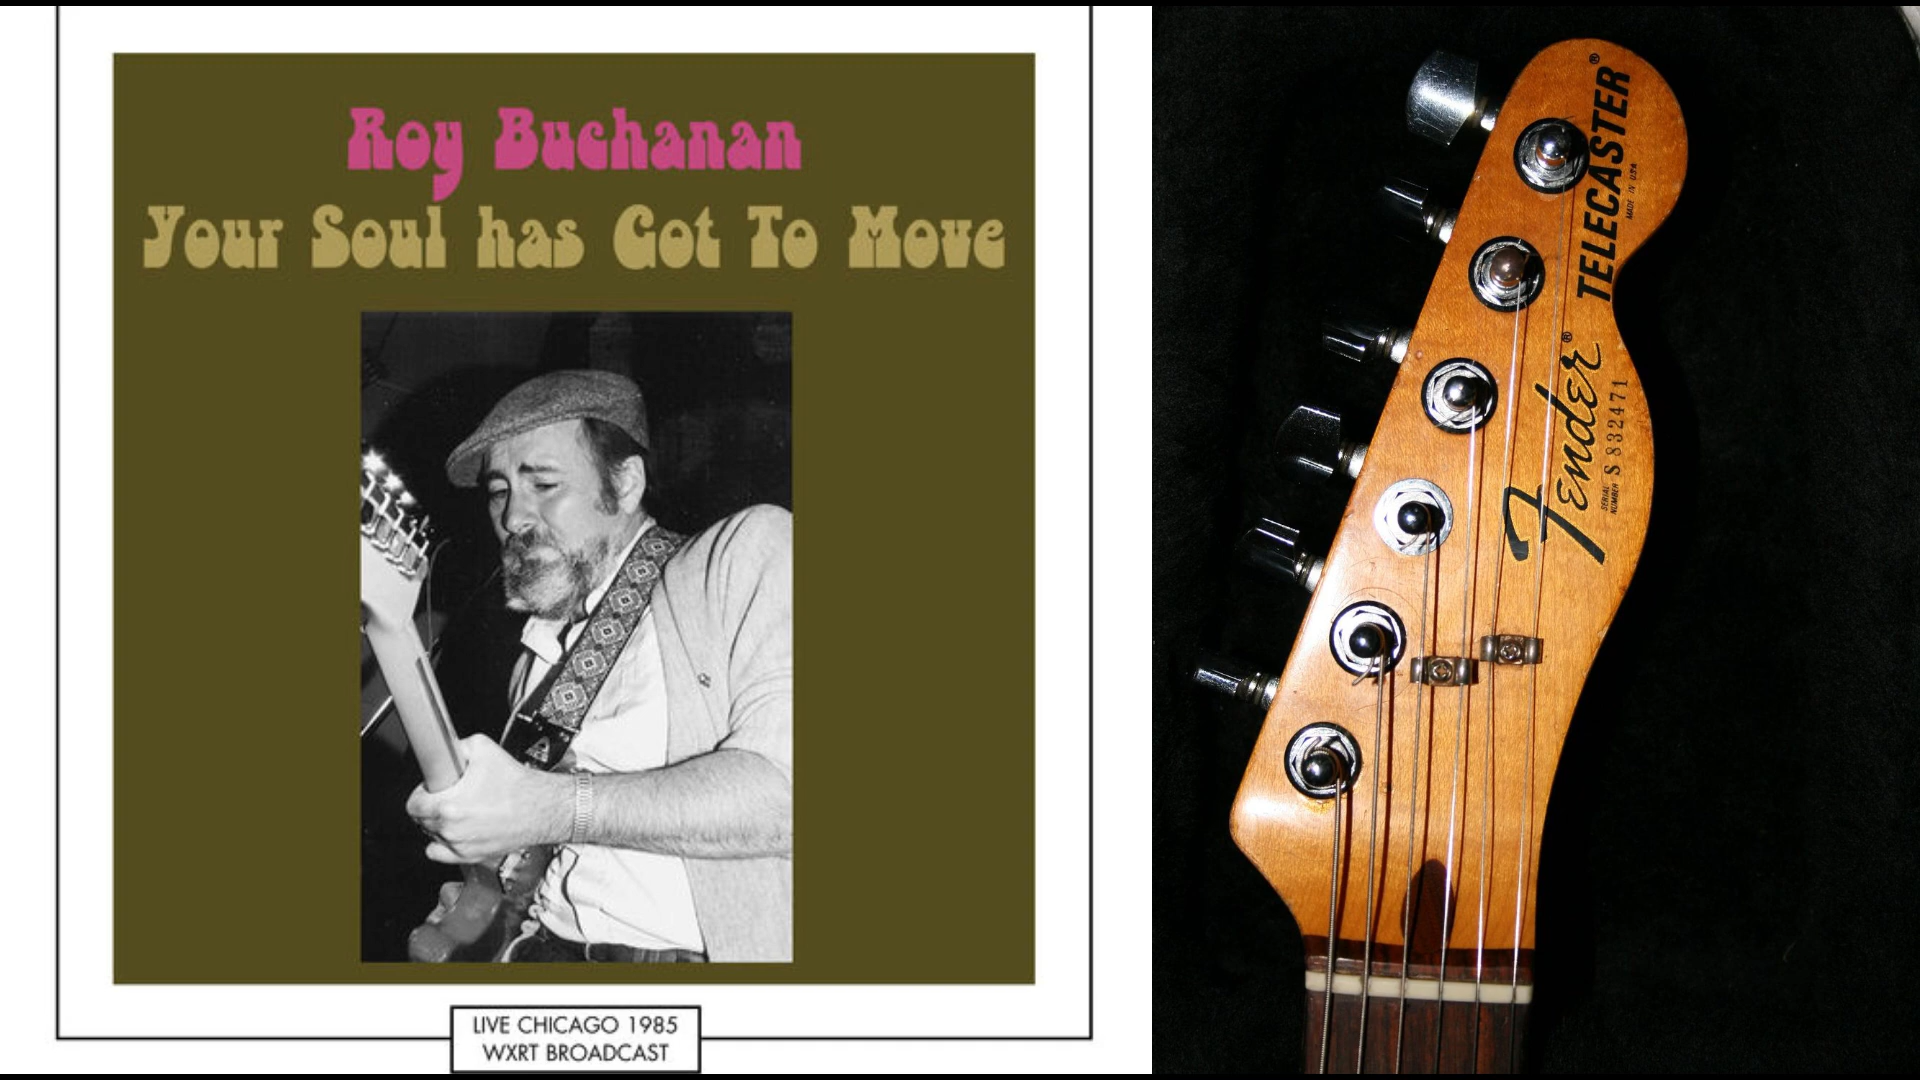 Roy Buchanan
Your Soul has Got To Move
LIVE CHICAGO 1985
WXRT BROADCAST
Fender® TELECASTER®
MADE IN USA
SERIAL
NUMBER
S832471